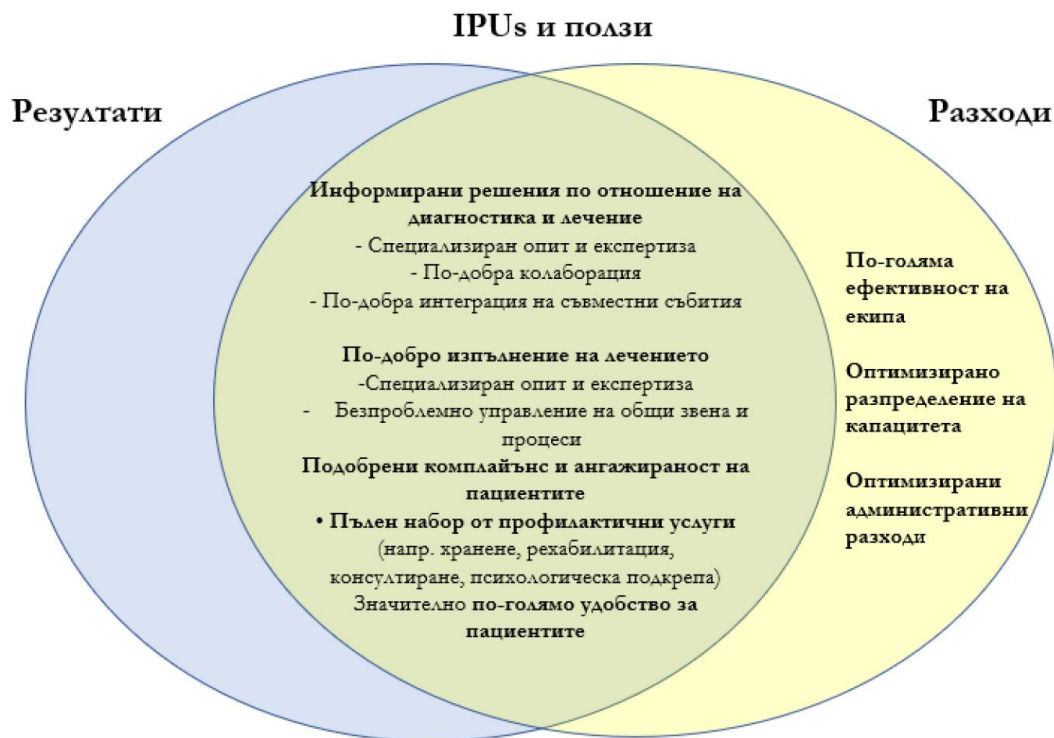 IPUs и ползи
Резултати
Разходи
Информирани решения по отношение на
диагностика и лечение
- Специализиран опит и експертиза
- По-добра колаборация
- По-добра интеграция на съвместни събития
По-добро изпълнение на лечението
-Специализиран опит и експертиза
- Безпроблемно управление на общи звена и
процеси
Подобрени комплайънс и ангажираност на
пациентите
• Пълен набор от профилактични услуги
(напр. хранене, рехабилитация,
консултиране, психологическа подкрепа)
Значително по-голямо удобство за
пациентите
По-голяма
ефективност на
екипа
Оптимизирано
разпределение на
капацитета
Оптимизирани
административни
разходи